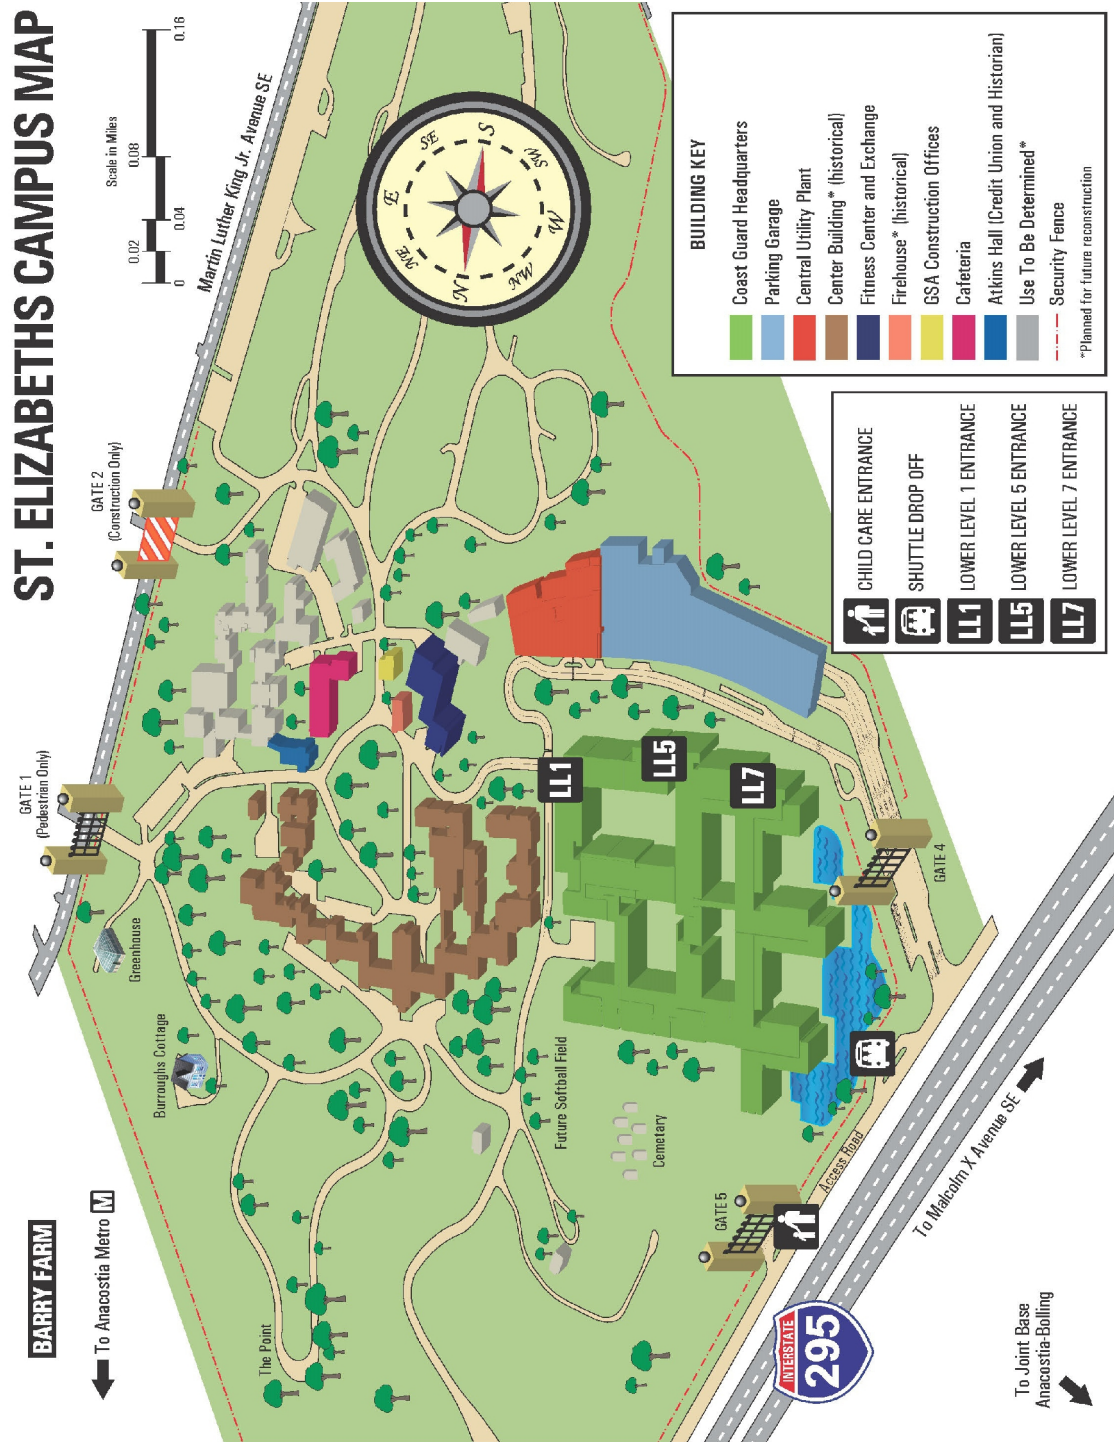 ST. ELIZABETHS CAMPUS MAP
Scale in Miles
0
0.02
0.04
0.08
0.16
Martin Luther King Jr. Avenue SE
GATE 1
(Pedestrian Only)
GATE 2
(Construction Only)
BARRY FARM
To Anacostia Metro M
Greenhouse
Burroughs Cottage
The Point
N
NE
E
SE
S
SW
W
NW
LL1
LL5
LL7
Future Softball Field
Cemetary
GATE 4
GATE 5
Access Road
To Malcolm X Avenue SE
INTERSTATE
295
To Joint Base
Anacostia-Bolling
BUILDING KEY
Coast Guard Headquarters
Parking Garage
Central Utility Plant
Center Building* (historical)
Fitness Center and Exchange
Firehouse* (historical)
GSA Construction Offices
Cafeteria
Atkins Hall (Credit Union and Historian)
Use To Be Determined*
Security Fence
*Planned for future reconstruction
CHILD CARE ENTRANCE
SHUTTLE DROP OFF
LL1 LOWER LEVEL 1 ENTRANCE
LL5 LOWER LEVEL 5 ENTRANCE
LL7 LOWER LEVEL 7 ENTRANCE